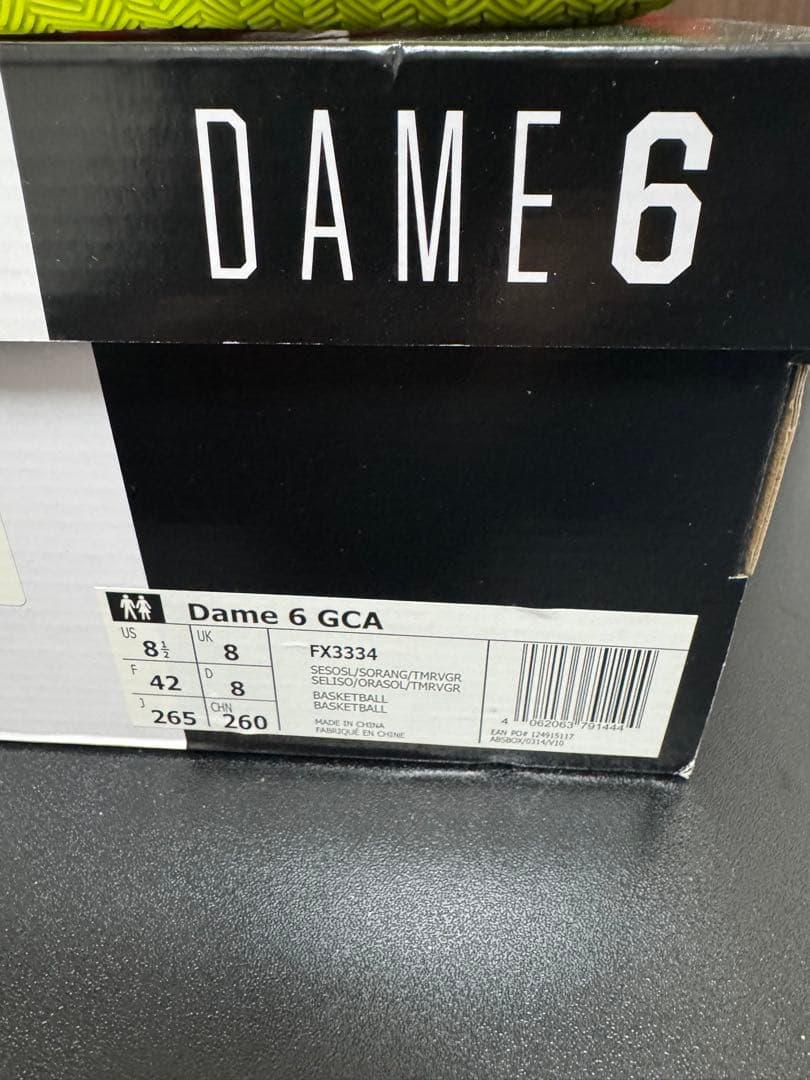 DAME 6
Dame 6 GCA
US 8½ UK 8
F 42 D 8
J 265 CHN 260
FX3334
SESOSL/SORANG/TMRVGR
SELISO/ORASOL/TMRVGR
BASKETBALL
BASKETBALL
MADE IN CHINA
FABRIQUÉ EN CHINE
4 062063 791444
EAN PO# 124915117
ABSBOX/0314/V10